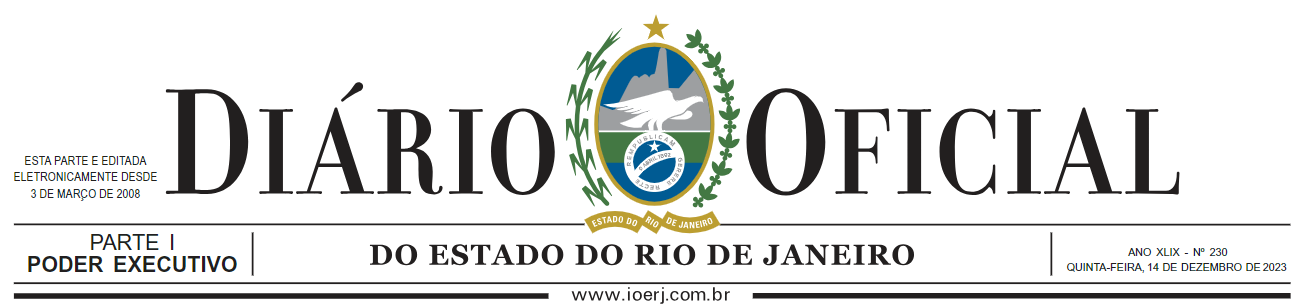 DIÁRIO OFICIAL
REMPUBLICAM GERERE RECTE
9 ABRIL 1892
ESTADO DO RIO DE JANEIRO
ESTA PARTE E EDITADA
ELETRONICAMENTE DESDE
3 DE MARÇO DE 2008
PARTE I
PODER EXECUTIVO
DO ESTADO DO RIO DE JANEIRO
ANO XLIX - Nº 230
QUINTA-FEIRA, 14 DE DEZEMBRO DE 2023
www.ioerj.com.br